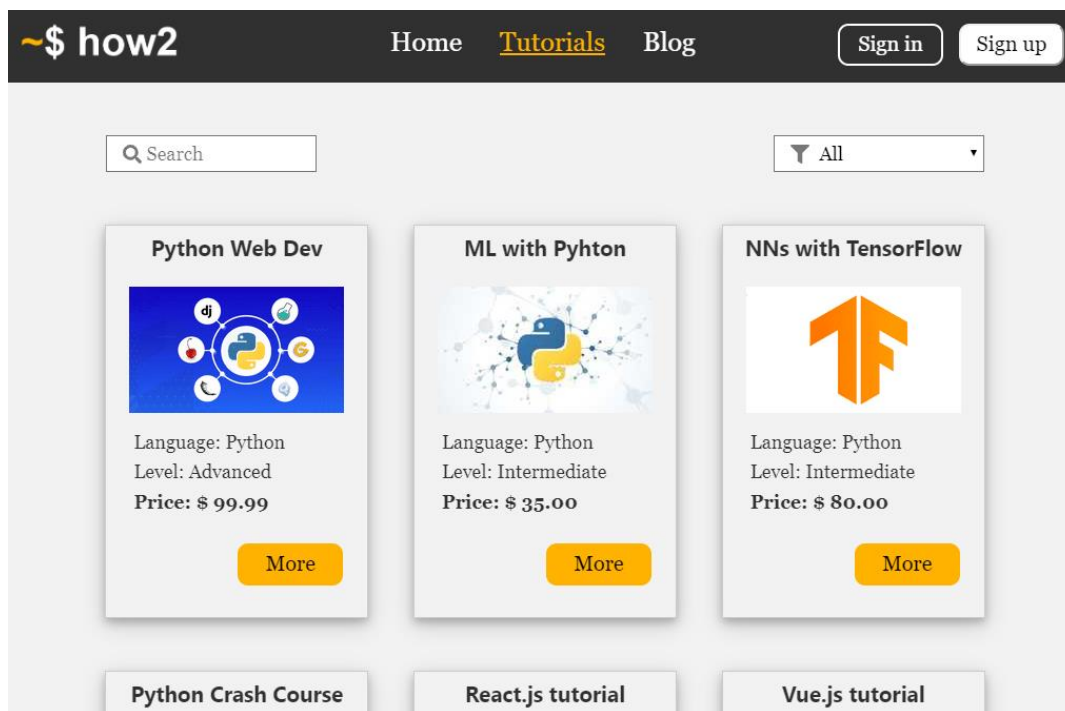 ~$ how2
Home Tutorials Blog
Sign in Sign up
Search
All
Python Web Dev
dj
G
Language: Python
Level: Advanced
Price: $ 99.99
More
ML with Pyhton
Language: Python
Level: Intermediate
Price: $ 35.00
More
NNs with TensorFlow
TF
Language: Python
Level: Intermediate
Price: $ 80.00
More
Python Crash Course
React.js tutorial
Vue.js tutorial